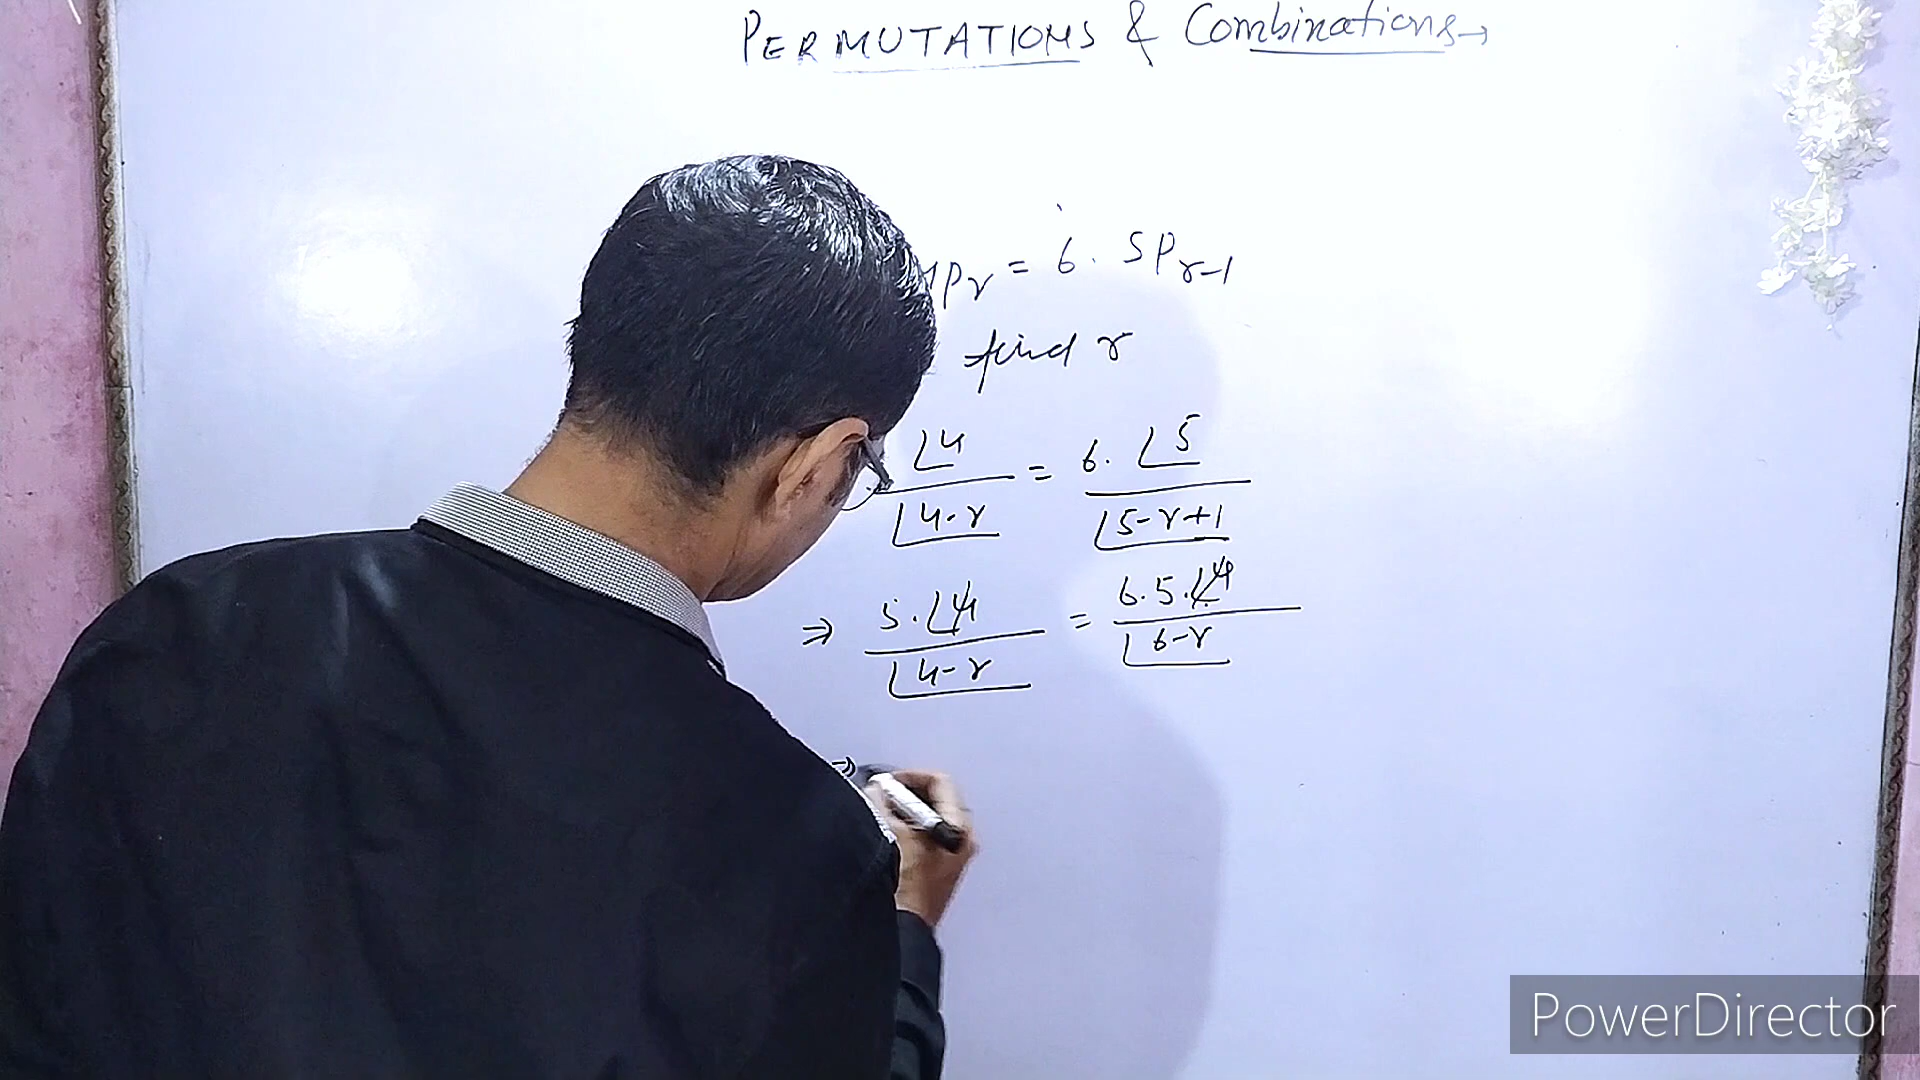 PERMUTATIONS & Combinations→
4Pr = 6. 5Pr-1
find r
∟4 / ∟4-r = 6. ∟5 / ∟5-r+1
⇒ 5.∟4 / ∟4-r = 6.5.∟4 / ∟6-r
⇒
PowerDirector